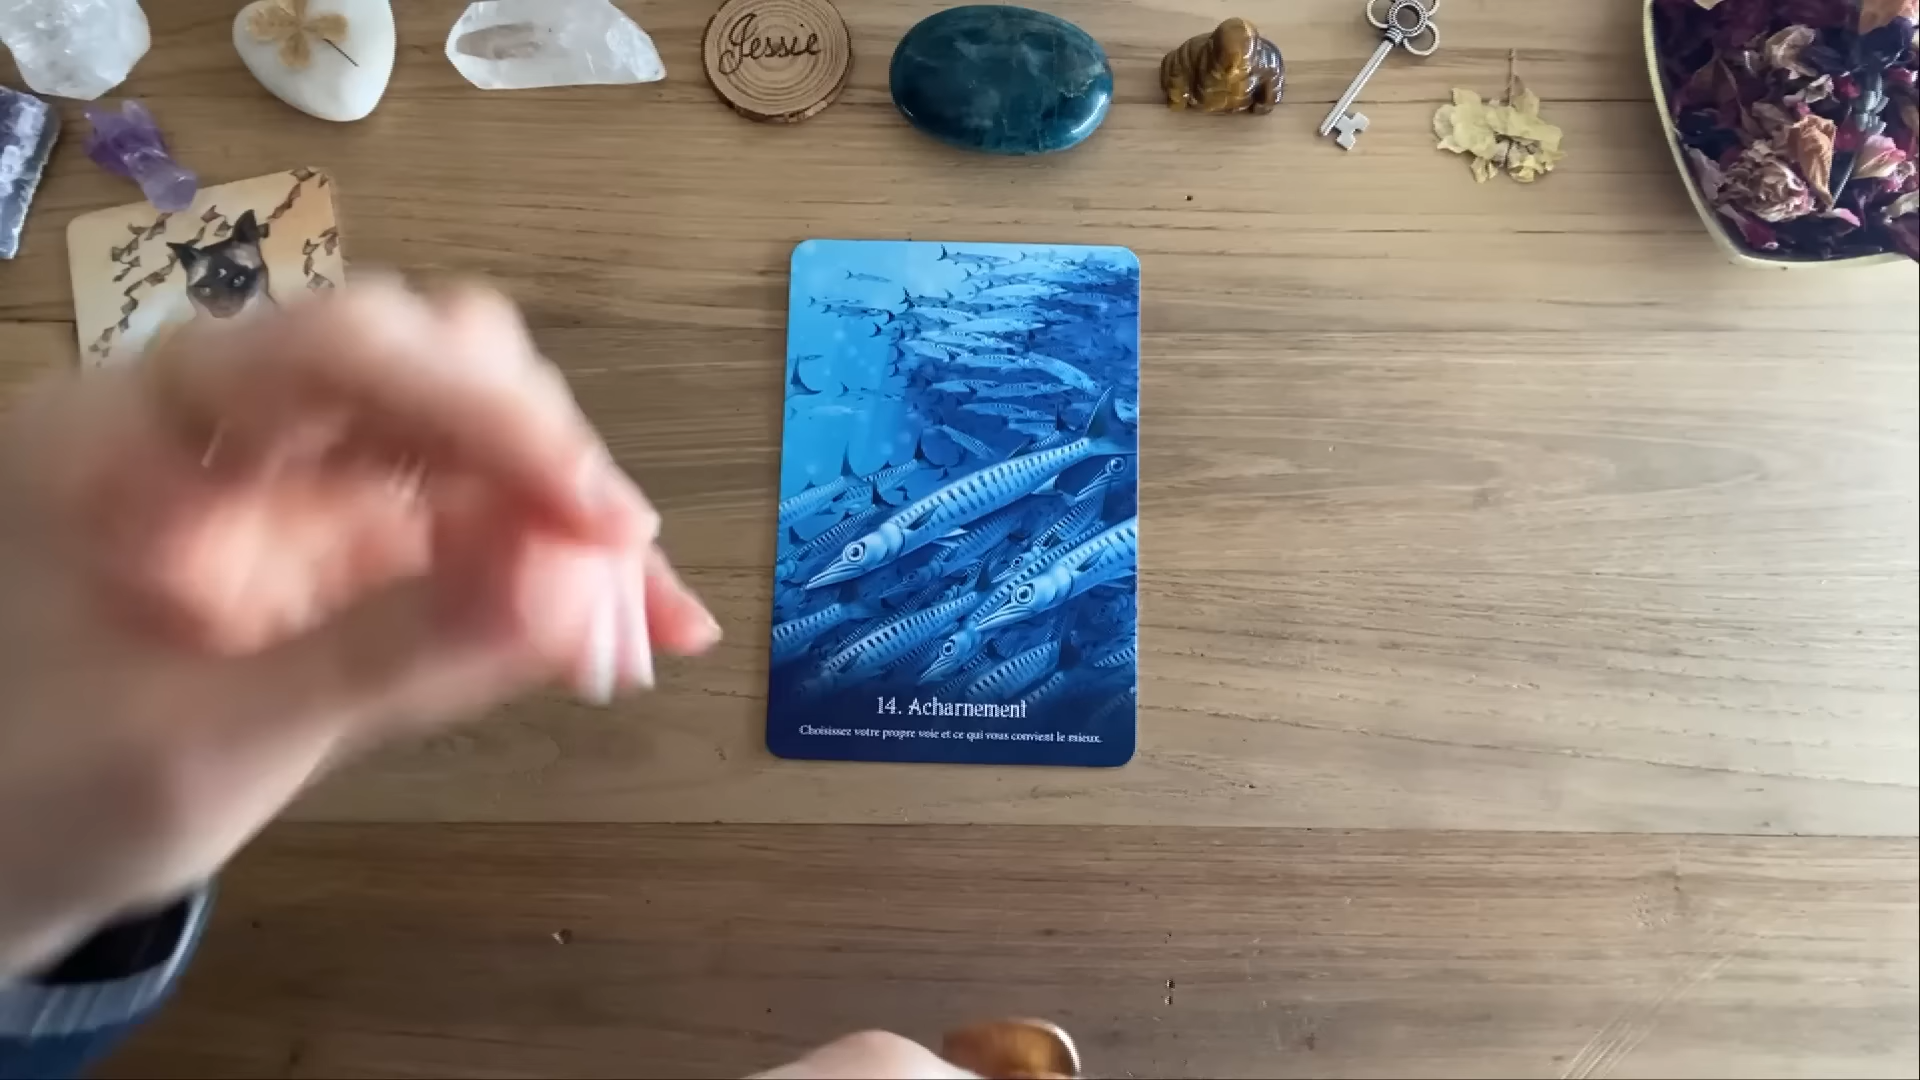 Jessie
14. Acharnement
Choisissez votre propre voie et ce qui vous convient le mieux.